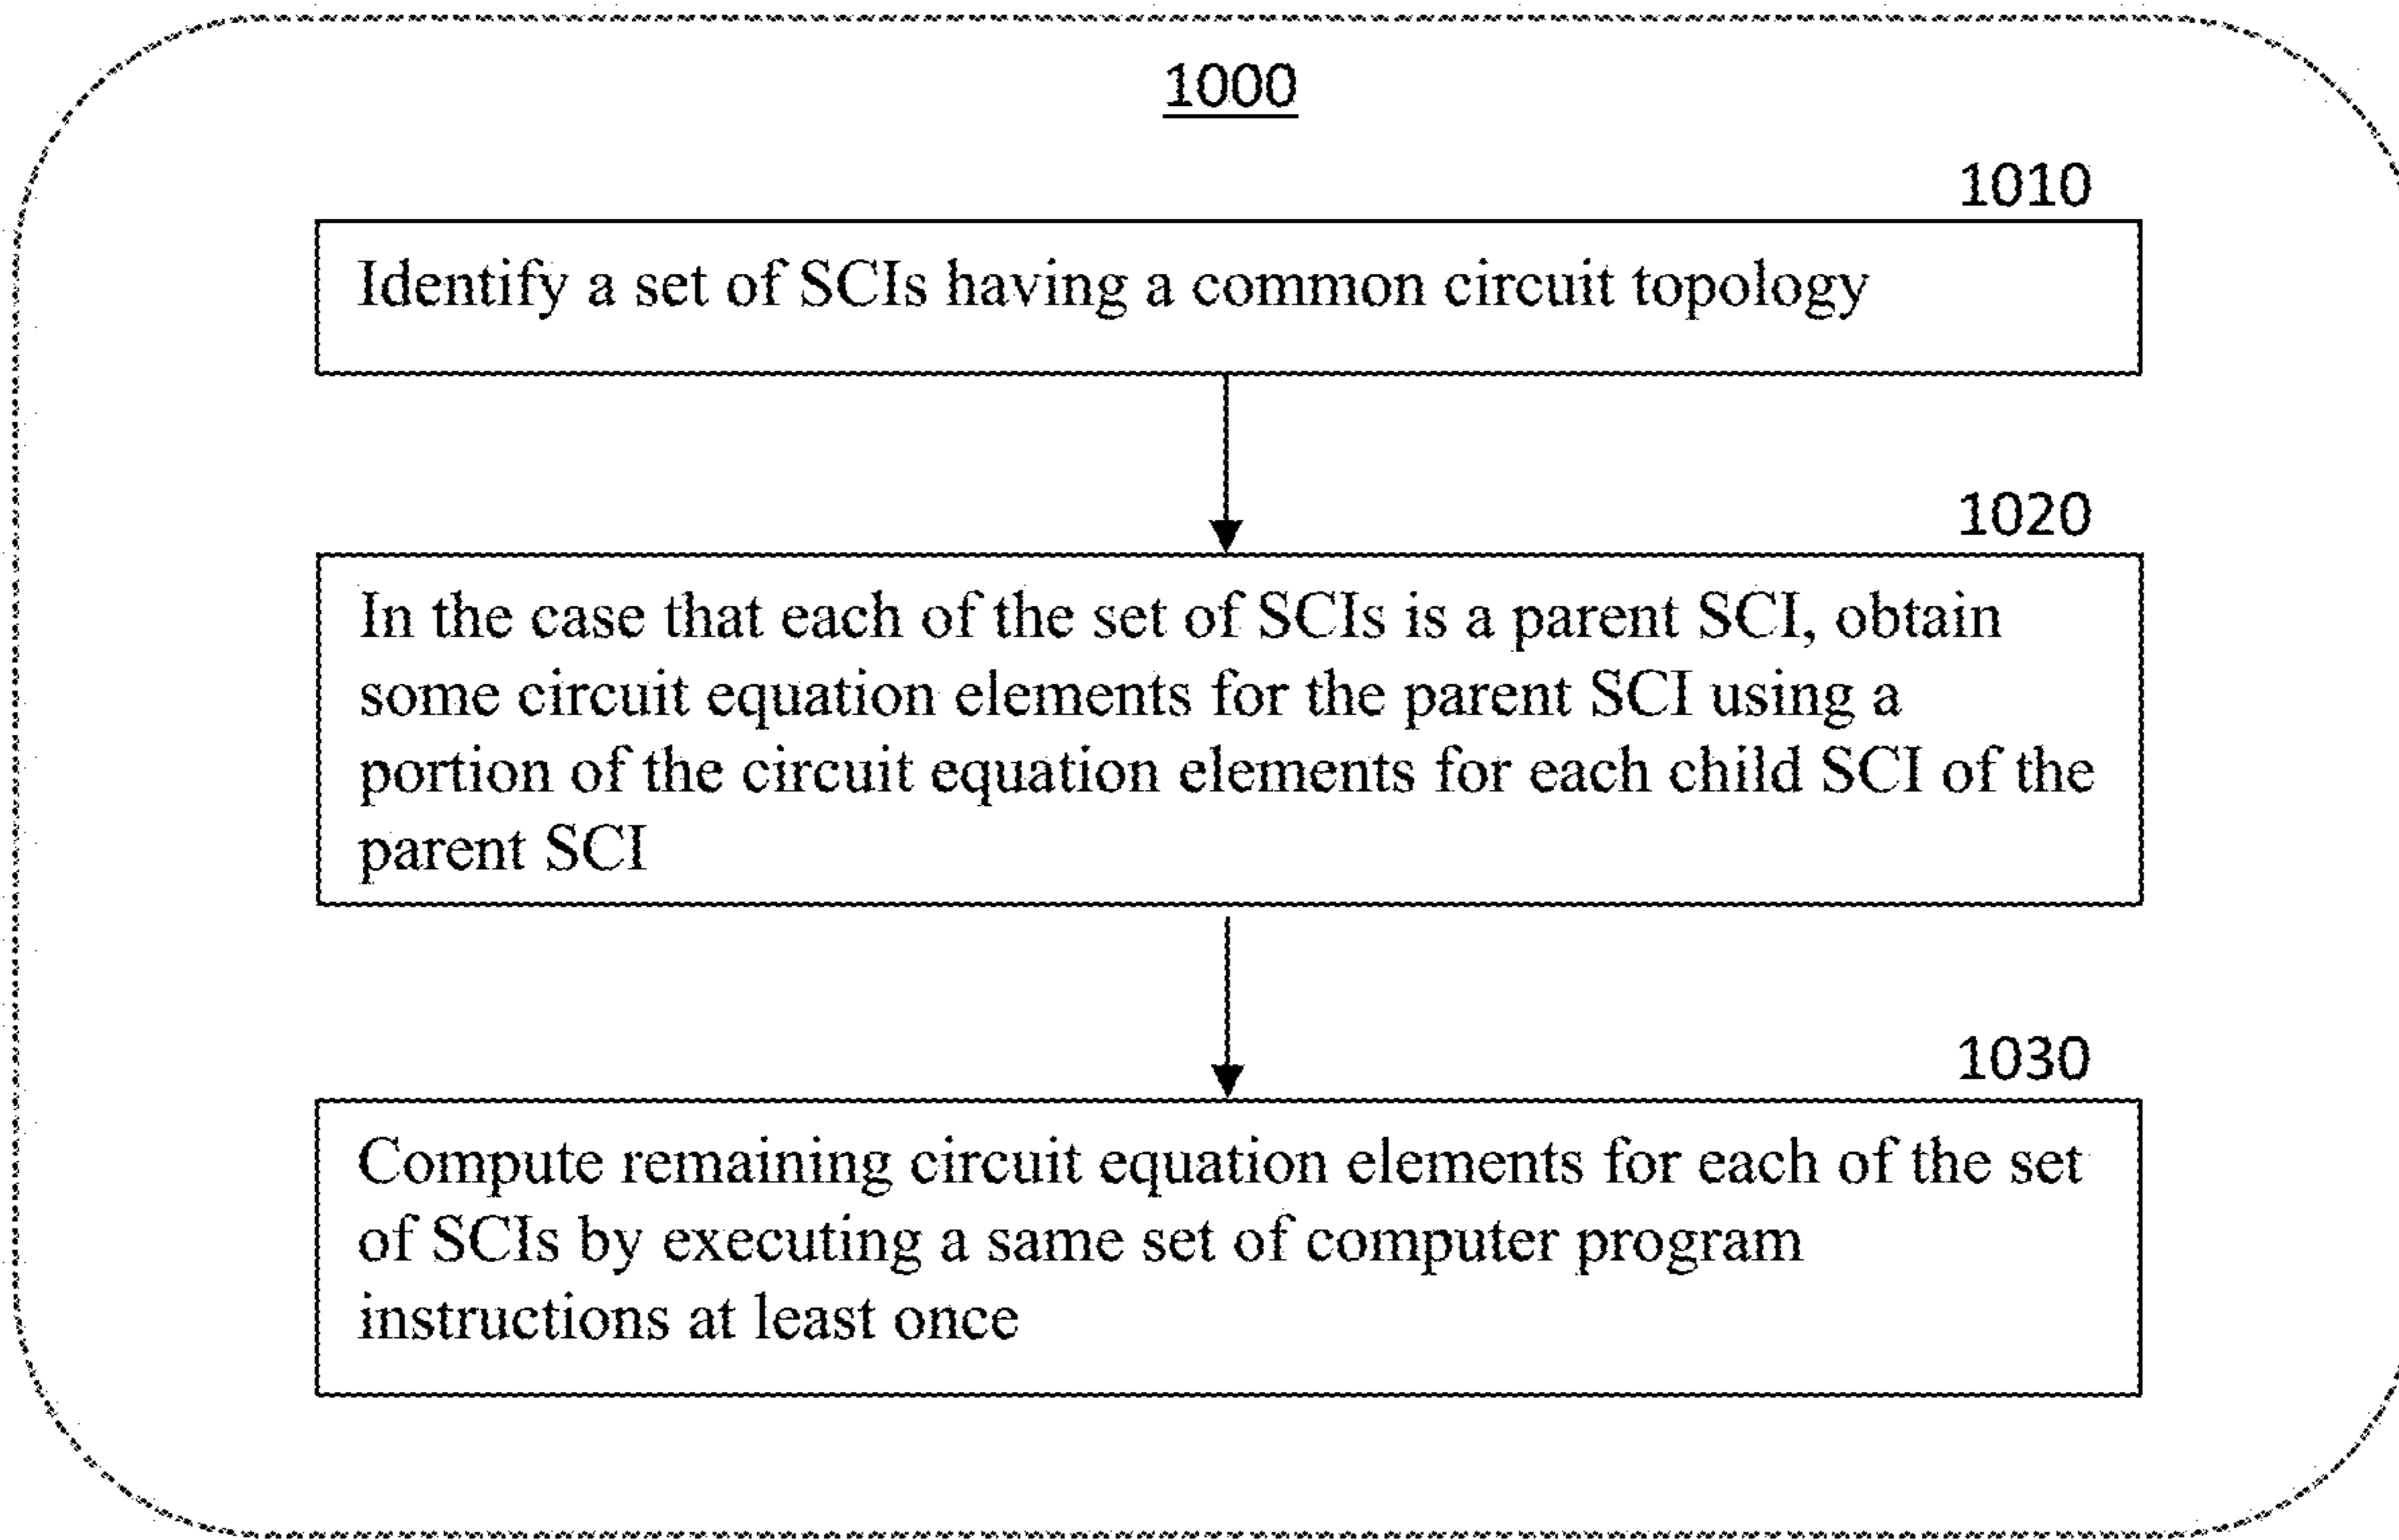 1000
1010
Identify a set of SCIs having a common circuit topology
1020
In the case that each of the set of SCIs is a parent SCI, obtain
some circuit equation elements for the parent SCI using a
portion of the circuit equation elements for each child SCI of the
parent SCI
1030
Compute remaining circuit equation elements for each of the set
of SCIs by executing a same set of computer program
instructions at least once